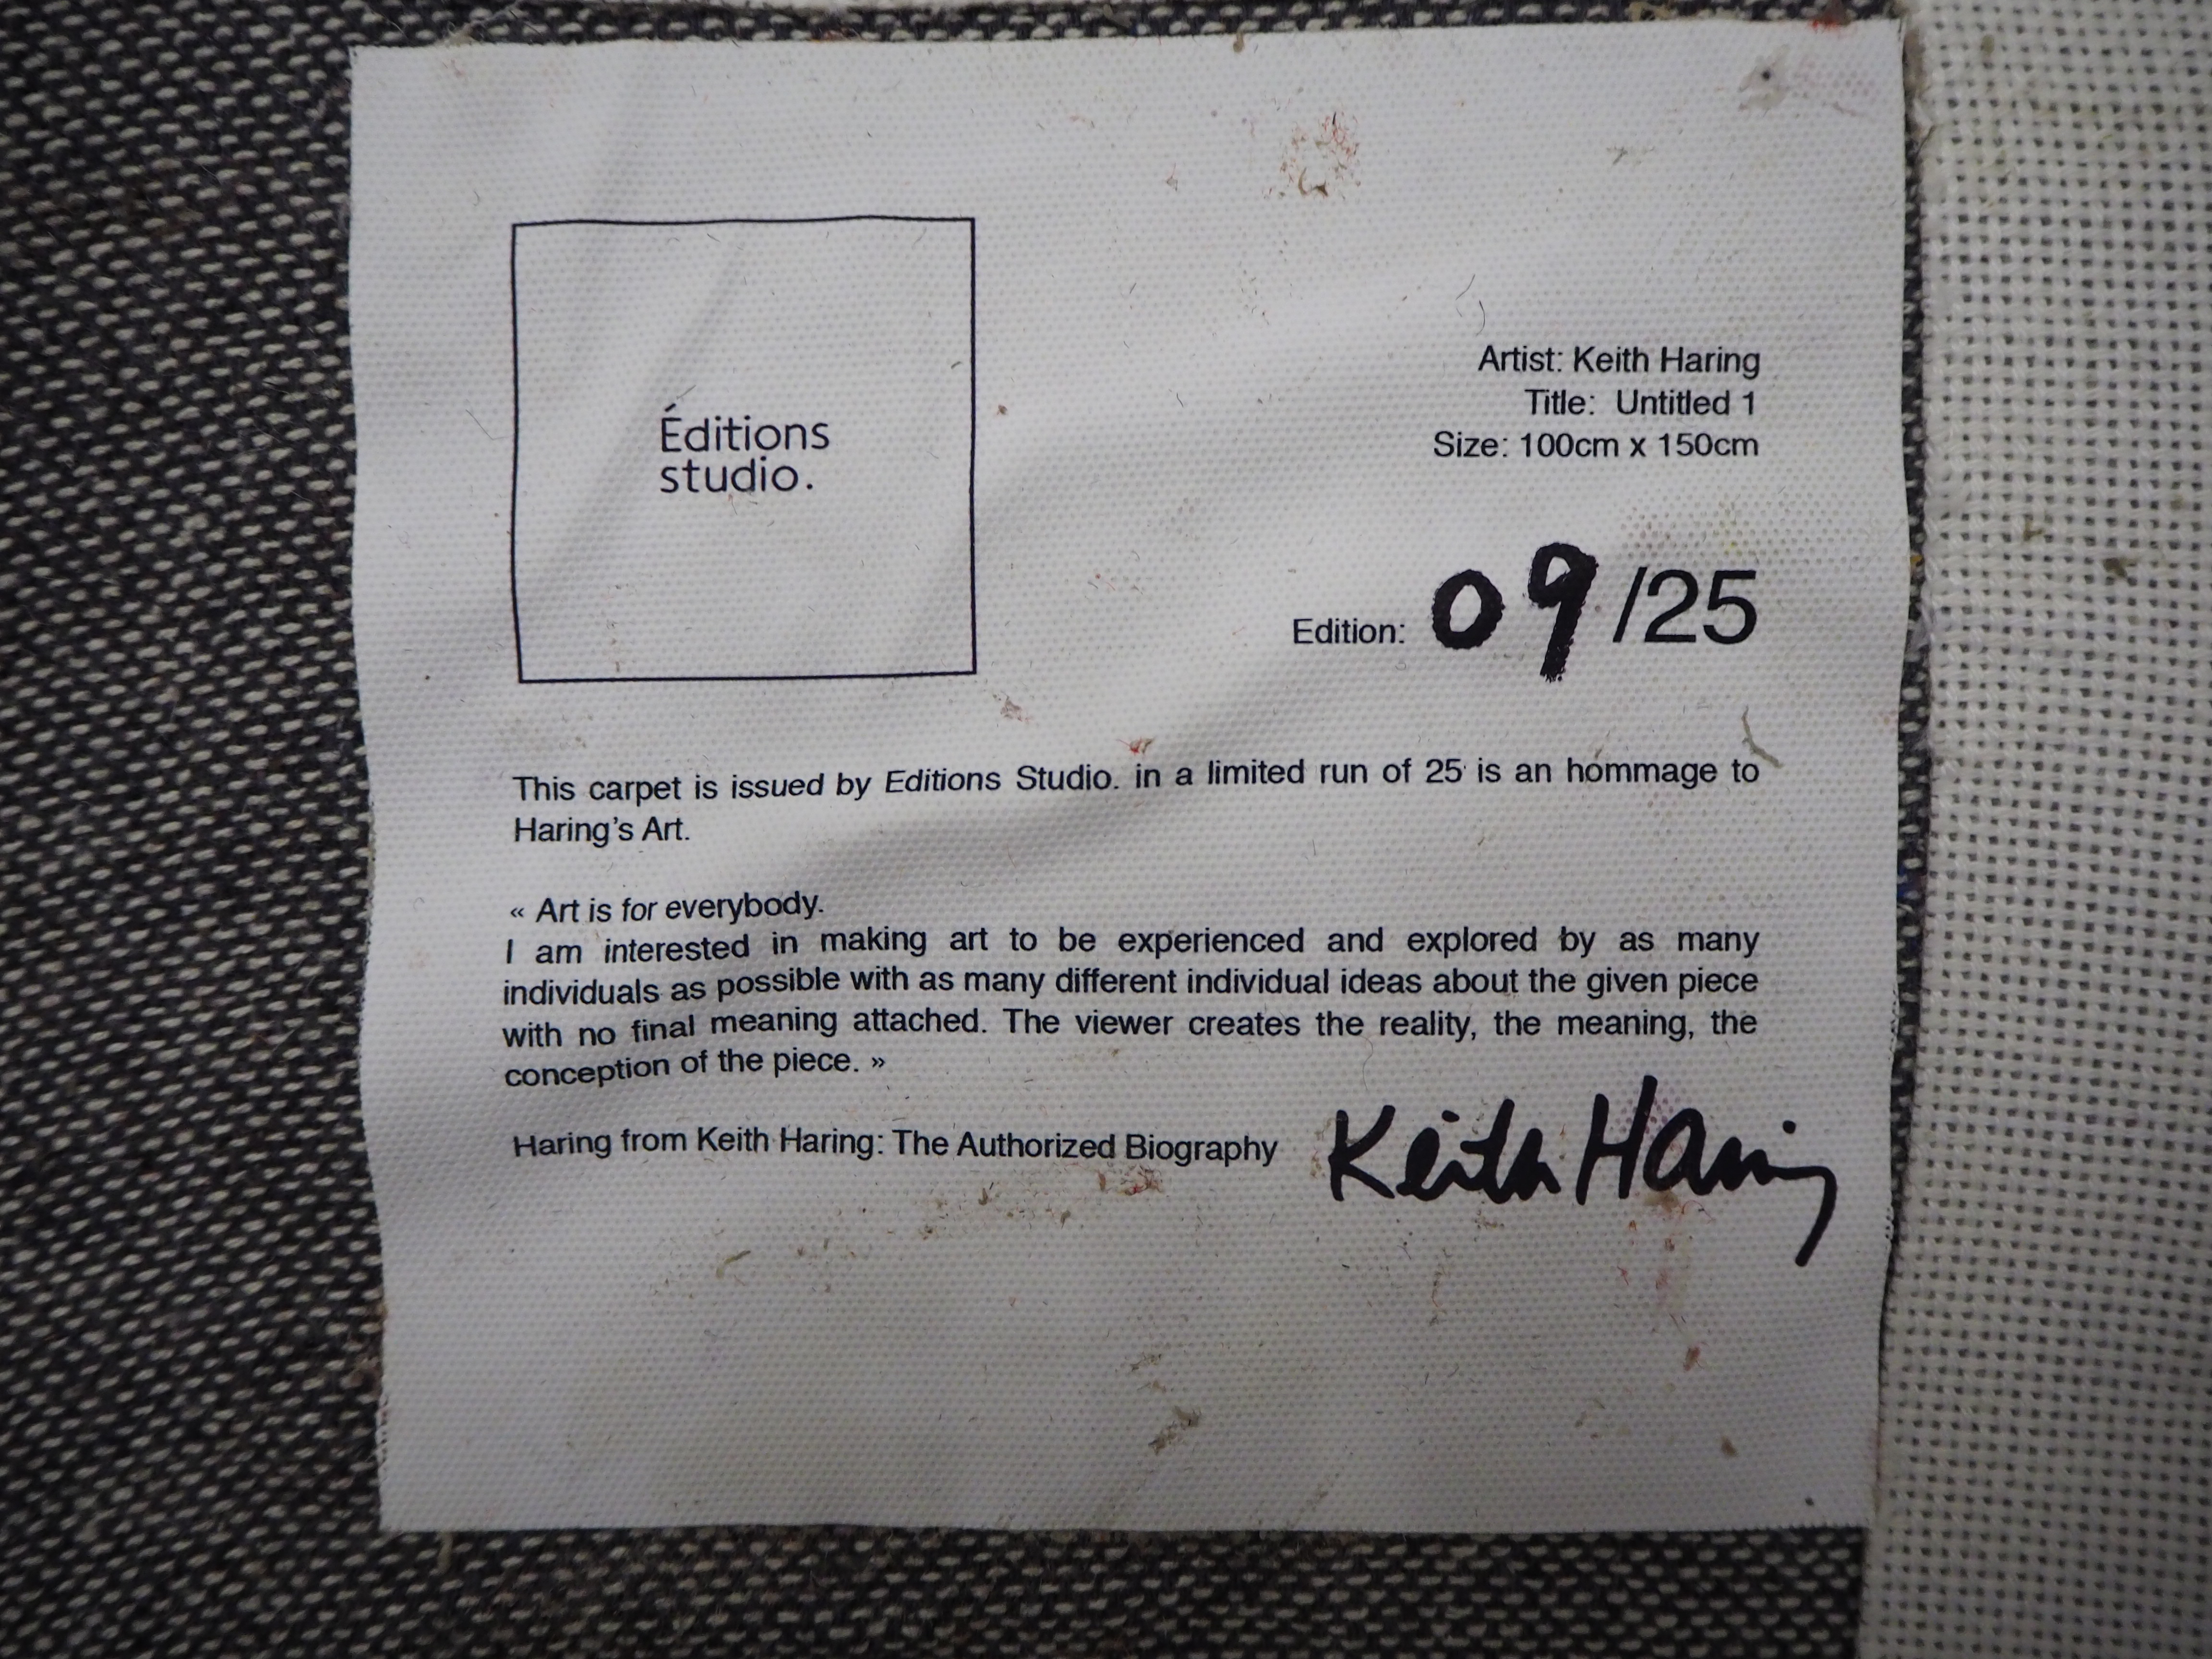 Éditions
studio.
Artist: Keith Haring
Title: Untitled 1
Size: 100cm x 150cm
Edition: 09/25
This carpet is issued by Editions Studio. in a limited run of 25 is an hommage to
Haring's Art.
« Art is for everybody.
I am interested in making art to be experienced and explored by as many
individuals as possible with as many different individual ideas about the given piece
with no final meaning attached. The viewer creates the reality, the meaning, the
conception of the piece. »
Haring from Keith Haring: The Authorized Biography
Keith Haring